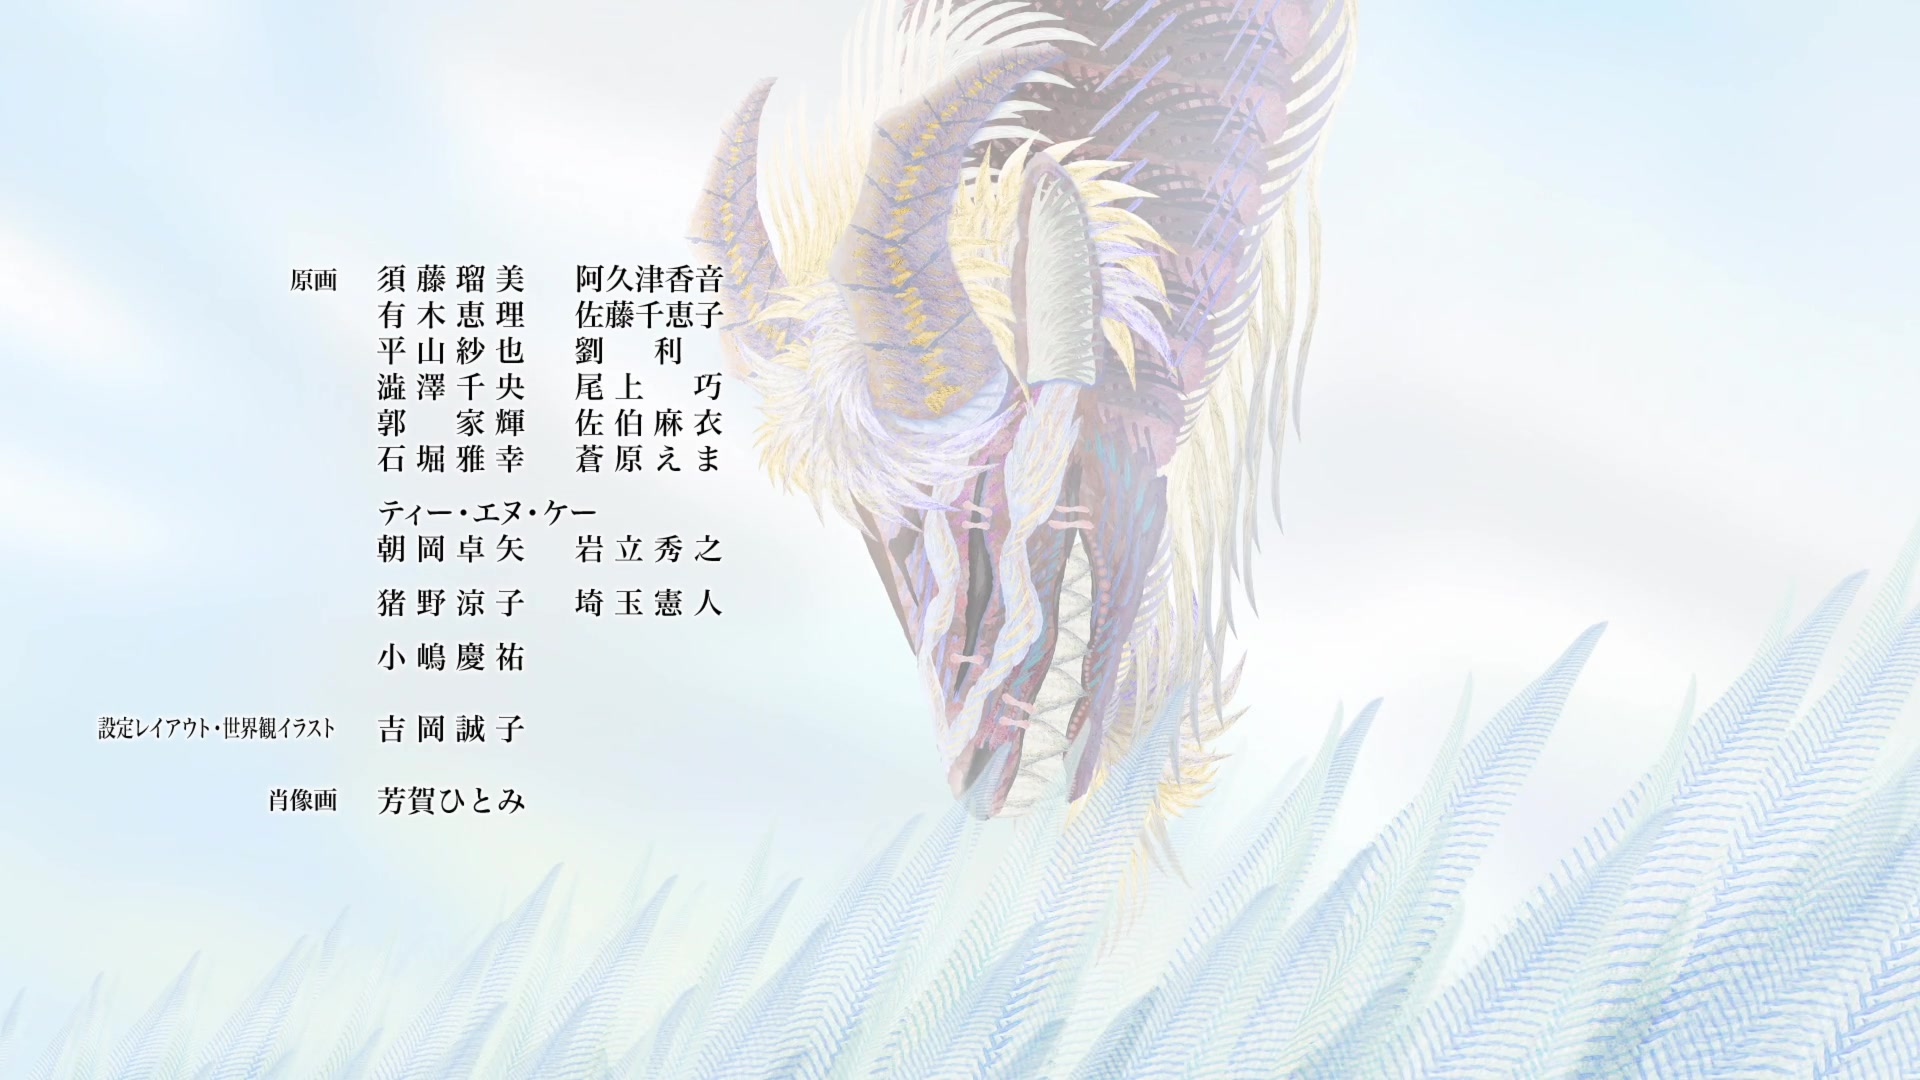 原画 須藤瑠美 阿久津香音
有木恵理 佐藤千恵子
平山紗也 劉利
澁澤千央 尾上巧
郭家輝 佐伯麻衣
石堀雅幸 蒼原えま
ティー・エヌ・ケー
朝岡卓矢 岩立秀之
猪野涼子 埼玉憲人
小嶋慶祐
設定レイアウト・世界観イラスト 吉岡誠子
肖像画 芳賀ひとみ